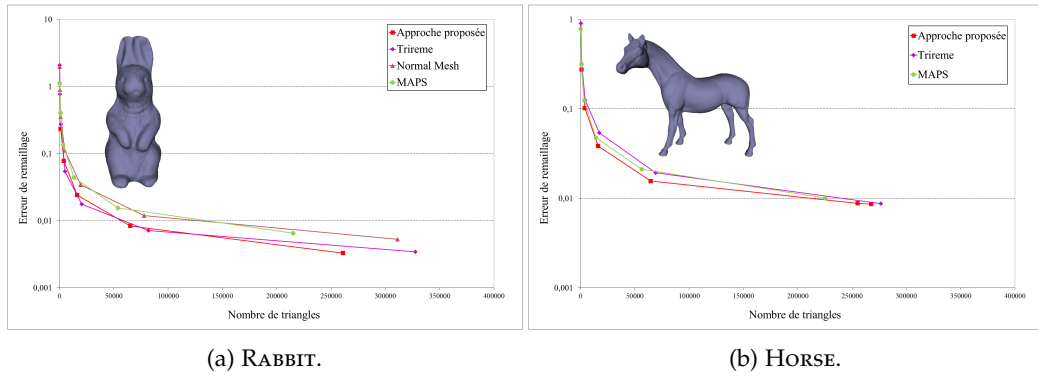 10
1
0,1
0,01
0,001
Erreur de remaillage
0
50000
100000
150000
200000
250000
300000
350000
400000
Nombre de triangles
Approche proposée
Trireme
Normal Mesh
MAPS
(a) Rabbit.
1
0,1
0,01
0,001
Erreur de remaillage
0
50000
100000
150000
200000
250000
300000
350000
400000
Nombre de triangles
Approche proposée
Trireme
MAPS
(b) Horse.